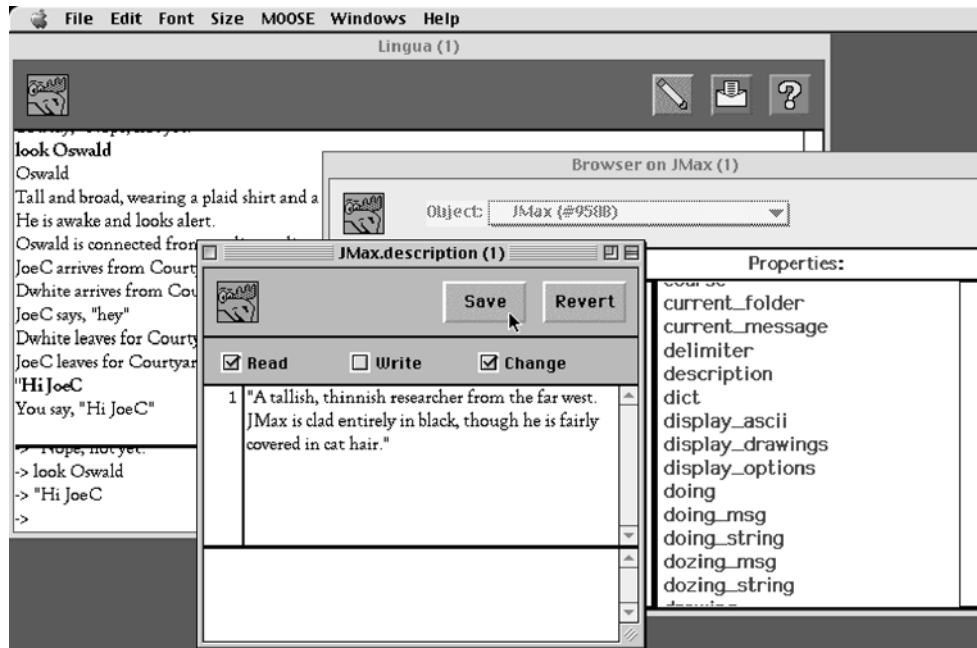 File Edit Font Size MOOSE Windows Help
Lingua (1)
look Oswald
Oswald
Tall and broad, wearing a plaid shirt and a
He is awake and looks alert.
Oswald is connected from
JoeC arrives from Courty
Dwhite arrives from Cou
JoeC says, "hey"
Dwhite leaves for Courty
JoeC leaves for Courtyar
"Hi JoeC
You say, "Hi JoeC"
-> "Nope, not yet.
-> look Oswald
-> "Hi JoeC
->
Browser on JMax (1)
Object: JMax (#9588)
Properties:
course
current_folder
current_message
delimiter
description
dict
display_ascii
display_drawings
display_options
doing
doing_msg
doing_string
dozing_msg
dozing_string
JMax.description (1)
Save Revert
Read Write Change
1 "A tallish, thinnish researcher from the far west.
JMax is clad entirely in black, though he is fairly
covered in cat hair."